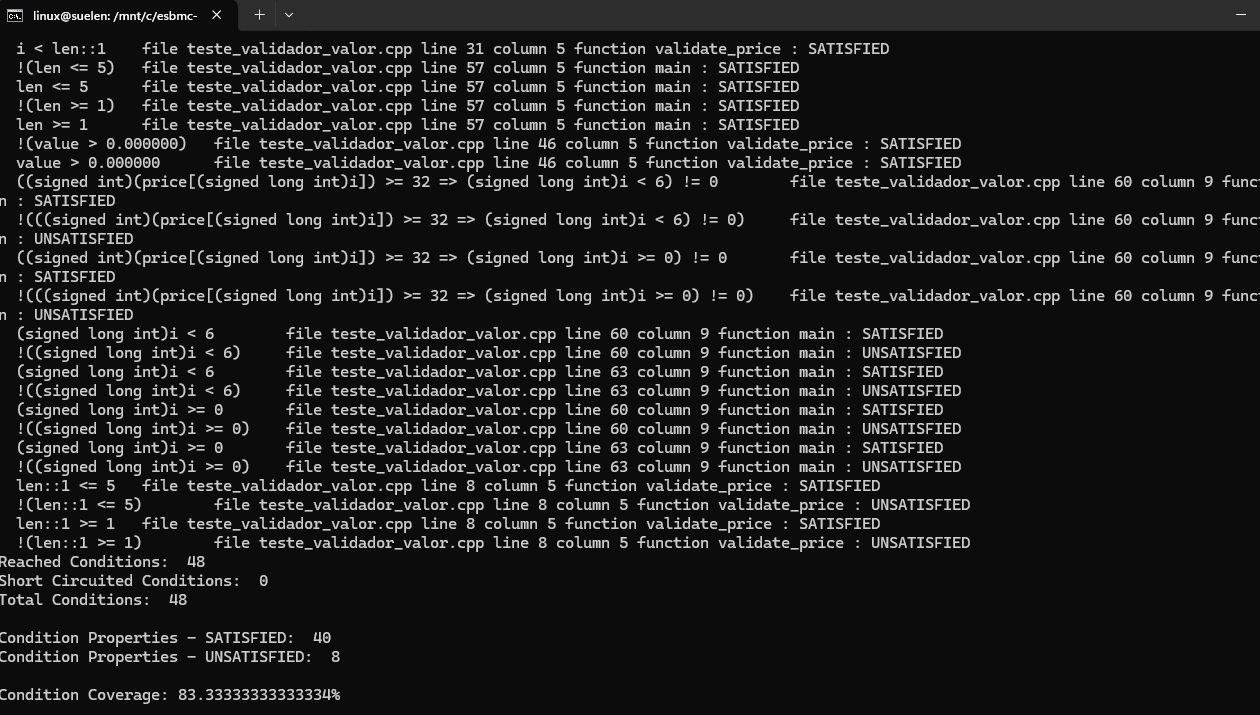 linux@suelen: /mnt/c/esbmc-
i < len::1    file teste_validador_valor.cpp line 31 column 5 function validate_price : SATISFIED
!(len <= 5)   file teste_validador_valor.cpp line 57 column 5 function main : SATISFIED
len <= 5      file teste_validador_valor.cpp line 57 column 5 function main : SATISFIED
!(len >= 1)   file teste_validador_valor.cpp line 57 column 5 function main : SATISFIED
len >= 1      file teste_validador_valor.cpp line 57 column 5 function main : SATISFIED
!(value > 0.000000)   file teste_validador_valor.cpp line 46 column 5 function validate_price : SATISFIED
value > 0.000000      file teste_validador_valor.cpp line 46 column 5 function validate_price : SATISFIED
((signed int)(price[(signed long int)i]) >= 32 => (signed long int)i < 6) != 0        file teste_validador_valor.cpp line 60 column 9 func
n : SATISFIED
!(((signed int)(price[(signed long int)i]) >= 32 => (signed long int)i < 6) != 0)     file teste_validador_valor.cpp line 60 column 9 func
n : UNSATISFIED
((signed int)(price[(signed long int)i]) >= 32 => (signed long int)i >= 0) != 0       file teste_validador_valor.cpp line 60 column 9 func
n : SATISFIED
!(((signed int)(price[(signed long int)i]) >= 32 => (signed long int)i >= 0) != 0)    file teste_validador_valor.cpp line 60 column 9 func
n : UNSATISFIED
(signed long int)i < 6        file teste_validador_valor.cpp line 60 column 9 function main : SATISFIED
!((signed long int)i < 6)     file teste_validador_valor.cpp line 60 column 9 function main : UNSATISFIED
(signed long int)i < 6        file teste_validador_valor.cpp line 63 column 9 function main : SATISFIED
!((signed long int)i < 6)     file teste_validador_valor.cpp line 63 column 9 function main : UNSATISFIED
(signed long int)i >= 0       file teste_validador_valor.cpp line 60 column 9 function main : SATISFIED
!((signed long int)i >= 0)    file teste_validador_valor.cpp line 60 column 9 function main : UNSATISFIED
(signed long int)i >= 0       file teste_validador_valor.cpp line 63 column 9 function main : SATISFIED
!((signed long int)i >= 0)    file teste_validador_valor.cpp line 63 column 9 function main : UNSATISFIED
len::1 <= 5   file teste_validador_valor.cpp line 8 column 5 function validate_price : SATISFIED
!(len::1 <= 5)        file teste_validador_valor.cpp line 8 column 5 function validate_price : UNSATISFIED
len::1 >= 1   file teste_validador_valor.cpp line 8 column 5 function validate_price : SATISFIED
!(len::1 >= 1)        file teste_validador_valor.cpp line 8 column 5 function validate_price : UNSATISFIED
Reached Conditions:  48
Short Circuited Conditions:  0
Total Conditions:  48
Condition Properties - SATISFIED:  40
Condition Properties - UNSATISFIED:  8
Condition Coverage: 83.33333333333334%